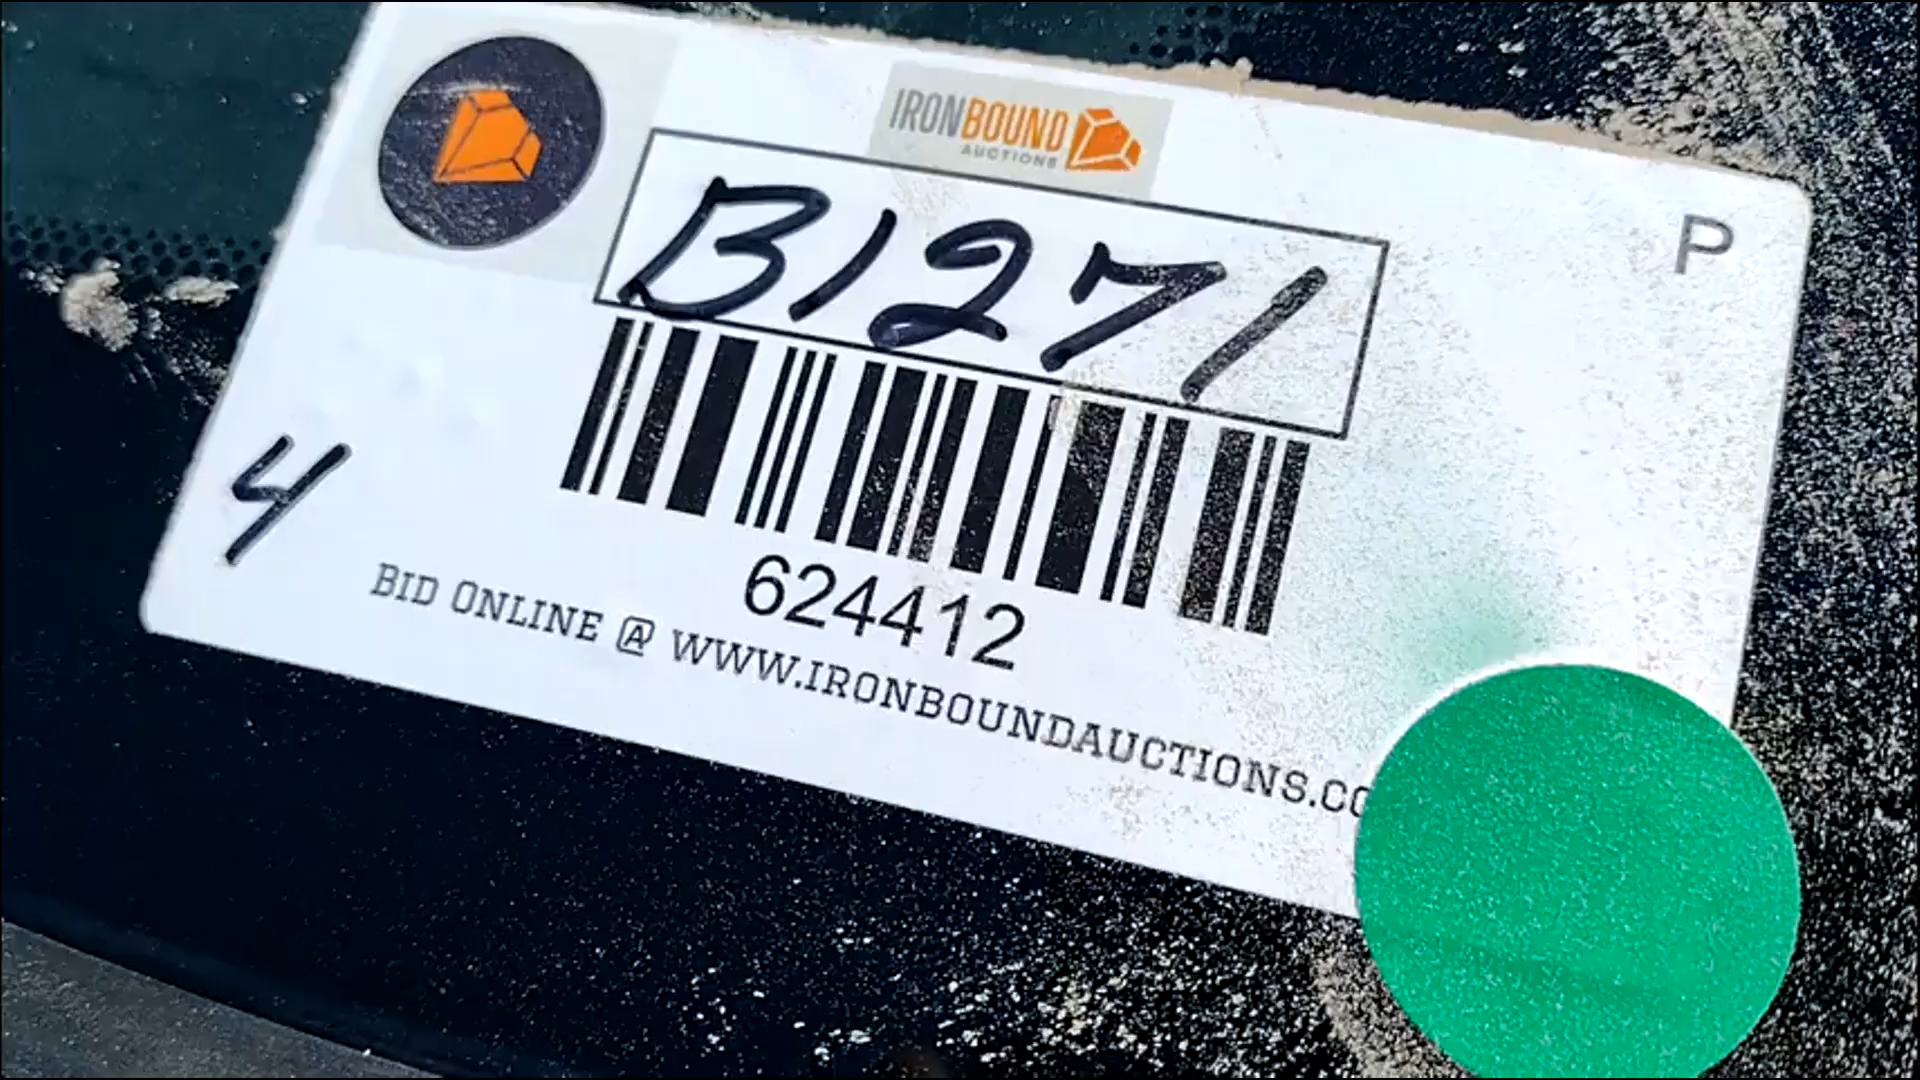 IRONBOUND
AUCTIONS
P
B1271
4
624412
BID ONLINE @ WWW.IRONBOUNDAUCTIONS.CO